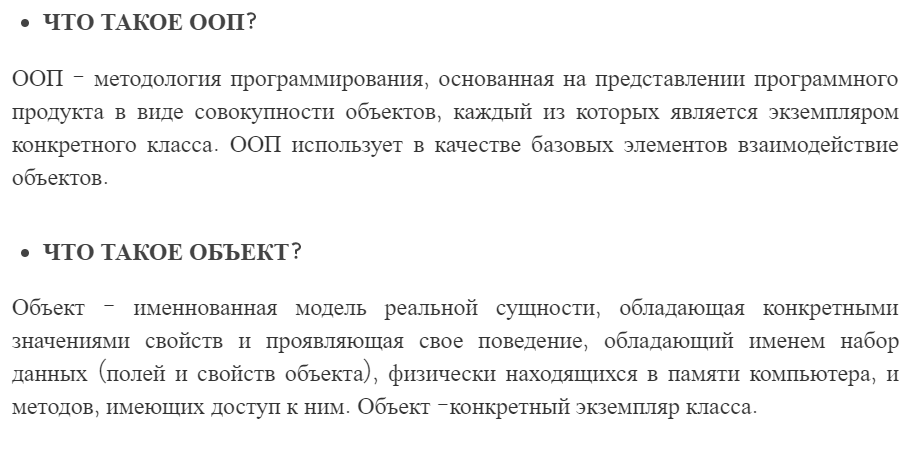 • ЧТО ТАКОЕ ООП?
ООП – методология программирования, основанная на представлении программного
продукта в виде совокупности объектов, каждый из которых является экземпляром
конкретного класса. ООП использует в качестве базовых элементов взаимодействие
объектов.
• ЧТО ТАКОЕ ОБЪЕКТ?
Объект – именнованная модель реальной сущности, обладающая конкретными
значениями свойств и проявляющая свое поведение, обладающий именем набор
данных (полей и свойств объекта), физически находящихся в памяти компьютера, и
методов, имеющих доступ к ним. Объект –конкретный экземпляр класса.